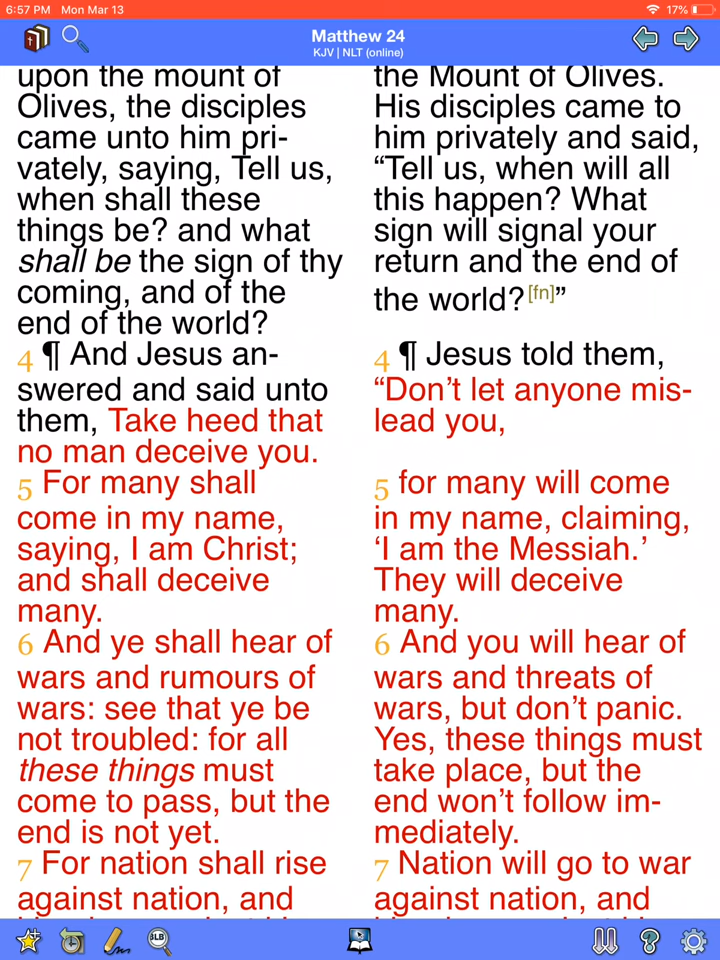 6:57 PM Mon Mar 13
17%
Matthew 24
KJV | NLT (online)
upon the mount of
Olives, the disciples
came unto him pri-
vately, saying, Tell us,
when shall these
things be? and what
shall be the sign of thy
coming, and of the
end of the world?
4 ¶ And Jesus an-
swered and said unto
them, Take heed that
no man deceive you.
5 For many shall
come in my name,
saying, I am Christ;
and shall deceive
many.
6 And ye shall hear of
wars and rumours of
wars: see that ye be
not troubled: for all
these things must
come to pass, but the
end is not yet.
7 For nation shall rise
against nation, and
the Mount of Olives.
His disciples came to
him privately and said,
“Tell us, when will all
this happen? What
sign will signal your
return and the end of
the world?[fn]”
4 ¶ Jesus told them,
“Don’t let anyone mis-
lead you,
5 for many will come
in my name, claiming,
‘I am the Messiah.’
They will deceive
many.
6 And you will hear of
wars and threats of
wars, but don’t panic.
Yes, these things must
take place, but the
end won’t follow im-
mediately.
7 Nation will go to war
against nation, and
BLB